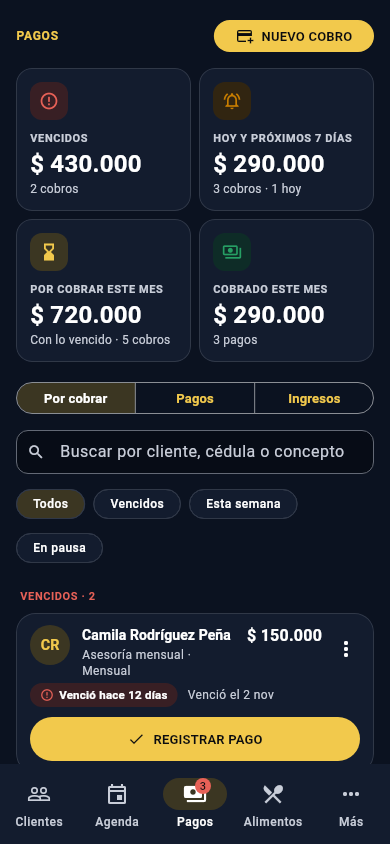 PAGOS
NUEVO COBRO
VENCIDOS
$ 430.000
2 cobros
HOY Y PRÓXIMOS 7 DÍAS
$ 290.000
3 cobros · 1 hoy
POR COBRAR ESTE MES
$ 720.000
Con lo vencido · 5 cobros
COBRADO ESTE MES
$ 290.000
3 pagos
Por cobrar
Pagos
Ingresos
Buscar por cliente, cédula o concepto
Todos
Vencidos
Esta semana
En pausa
VENCIDOS · 2
CR
Camila Rodríguez Peña
$ 150.000
Asesoría mensual ·
Mensual
Venció hace 12 días
Venció el 2 nov
REGISTRAR PAGO
3
Clientes
Agenda
Pagos
Alimentos
Más